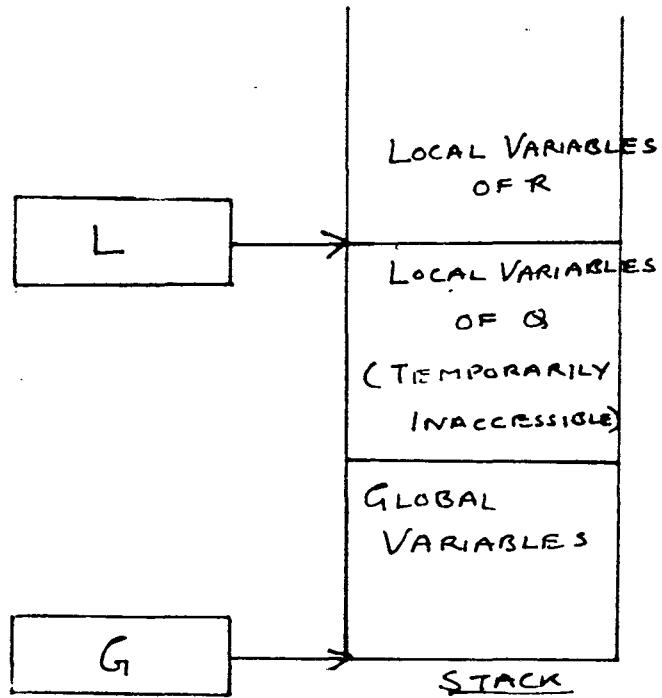 LOCAL VARIABLES
OF R
L
LOCAL VARIABLES
OF Q
(TEMPORARILY
INACCESSIBLE)
GLOBAL
VARIABLES
G
STACK